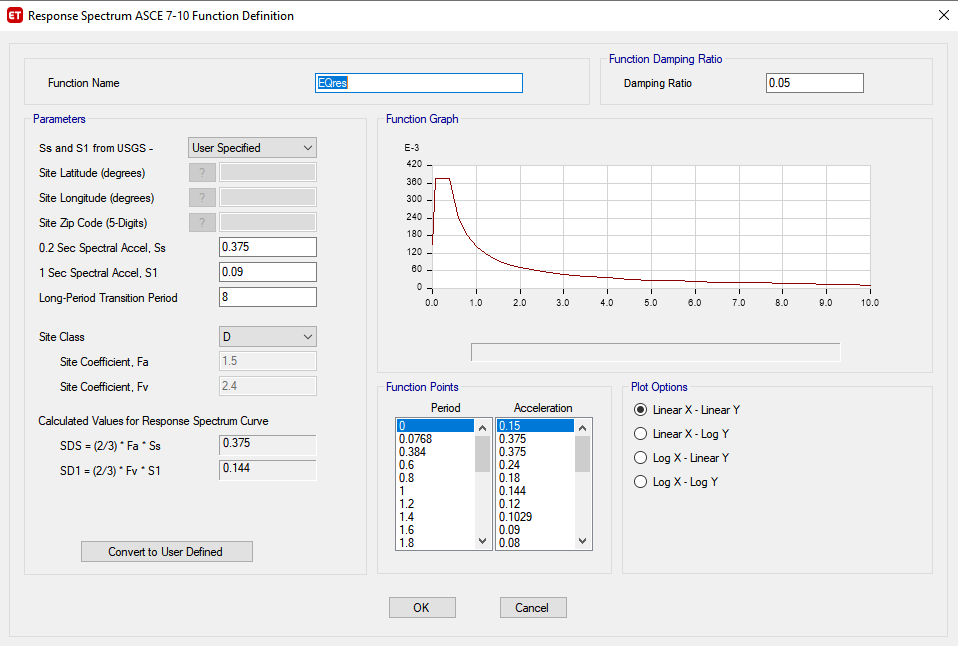 ET Response Spectrum ASCE 7-10 Function Definition
Function Name
EQres
Function Damping Ratio
Damping Ratio
0.05
Parameters
Ss and S1 from USGS -
User Specified
Site Latitude (degrees)
?
Site Longitude (degrees)
?
Site Zip Code (5-Digits)
?
0.2 Sec Spectral Accel, Ss
0.375
1 Sec Spectral Accel, S1
0.09
Long-Period Transition Period
8
Site Class
D
Site Coefficient, Fa
1.5
Site Coefficient, Fv
2.4
Calculated Values for Response Spectrum Curve
SDS = (2/3) * Fa * Ss
0.375
SD1 = (2/3) * Fv * S1
0.144
Convert to User Defined
Function Graph
E-3
420
360
300
240
180
120
60
0
0.0 1.0 2.0 3.0 4.0 5.0 6.0 7.0 8.0 9.0 10.0
Function Points
Period Acceleration
0 0.15
0.0768 0.375
0.384 0.375
0.6 0.24
0.8 0.18
1 0.144
1.2 0.12
1.4 0.1029
1.6 0.09
1.8 0.08
Plot Options
Linear X - Linear Y
Linear X - Log Y
Log X - Linear Y
Log X - Log Y
OK Cancel